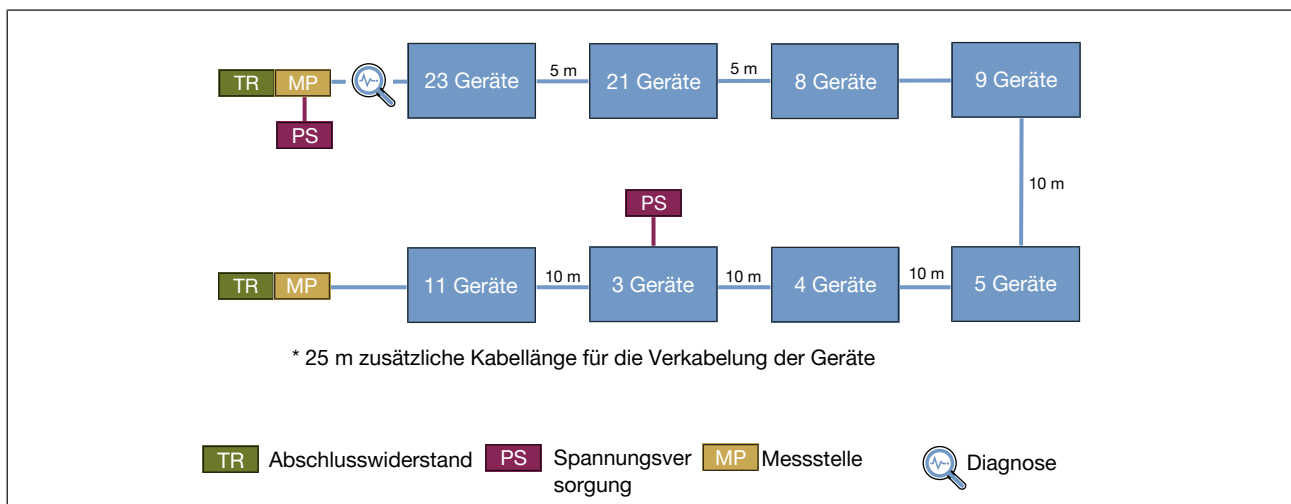 TR MP 23 Geräte 5 m 21 Geräte 5 m 8 Geräte 9 Geräte
PS
10 m
PS
TR MP 11 Geräte 10 m 3 Geräte 10 m 4 Geräte 10 m 5 Geräte
* 25 m zusätzliche Kabellänge für die Verkabelung der Geräte
TR Abschlusswiderstand PS Spannungsver MP Messstelle Diagnose
sorgung